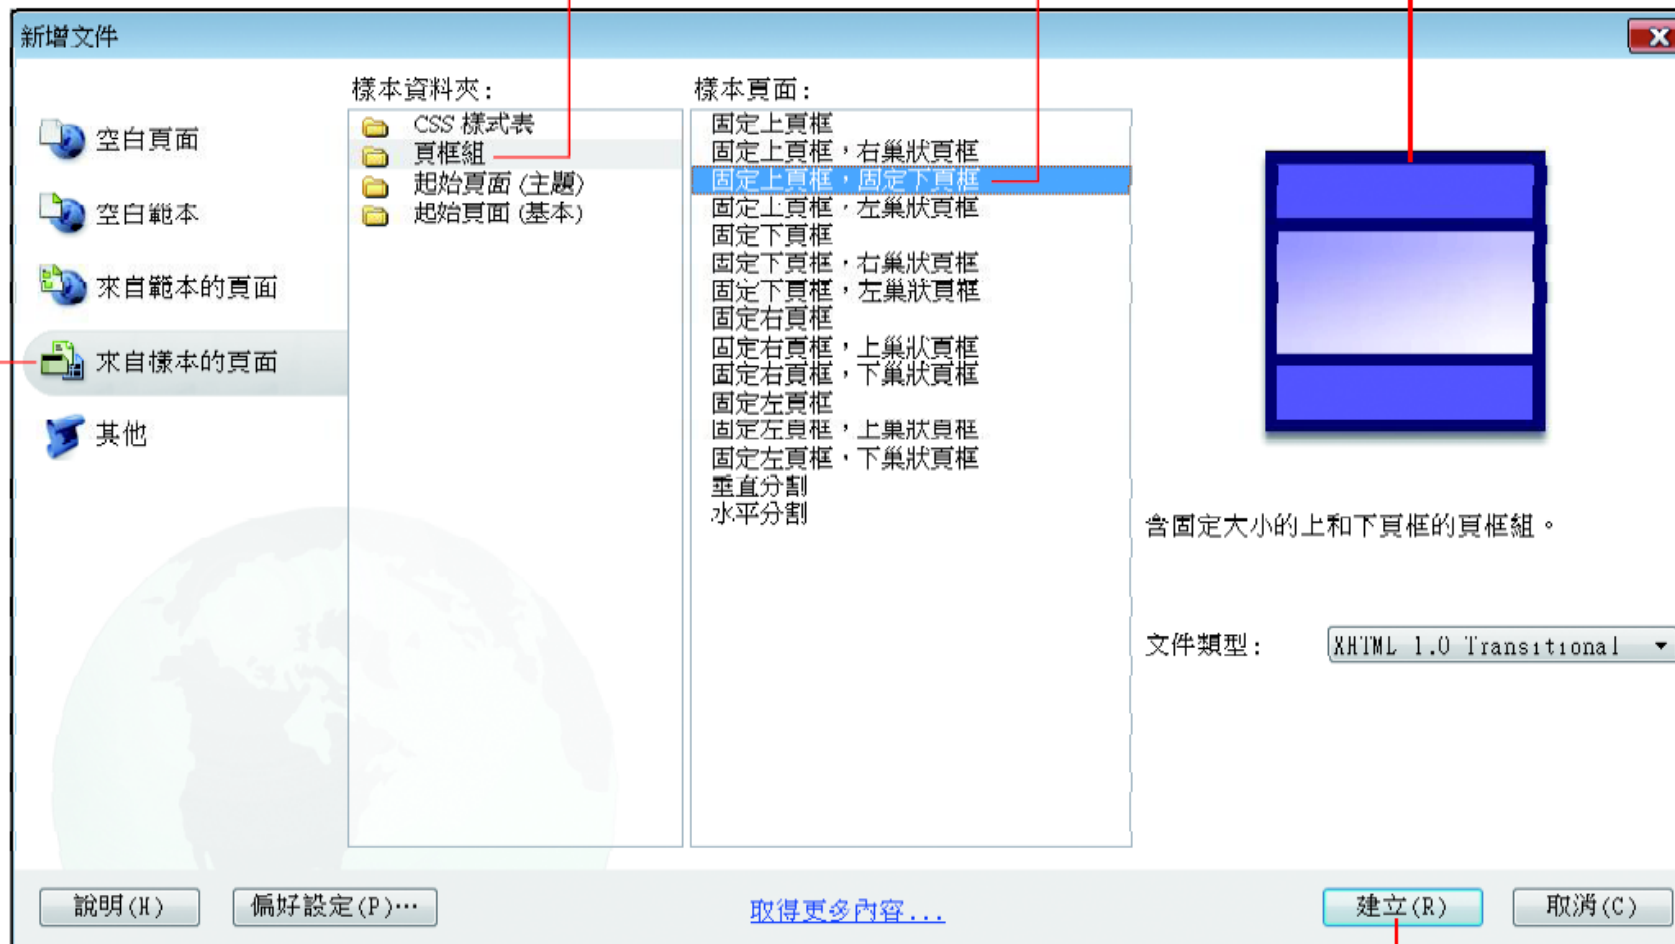 新增文件
空白頁面
空白範本
來自範本的頁面
來自樣本的頁面
其他
樣本資料夾:
CSS 樣式表
頁框組
起始頁面 (主題)
起始頁面 (基本)
樣本頁面:
固定上頁框
固定上頁框，右巢狀頁框
固定上頁框，固定下頁框
固定上頁框，左巢狀頁框
固定下頁框
固定下頁框，右巢狀頁框
固定下頁框，左巢狀頁框
固定右頁框
固定右頁框，上巢狀頁框
固定右頁框，下巢狀頁框
固定左頁框
固定左頁框，上巢狀頁框
固定左頁框，下巢狀頁框
垂直分割
水平分割
含固定大小的上和下頁框的頁框組。
文件類型: XHTML 1.0 Transitional
說明(H) 偏好設定(P)… 取得更多內容... 建立(R) 取消(C)